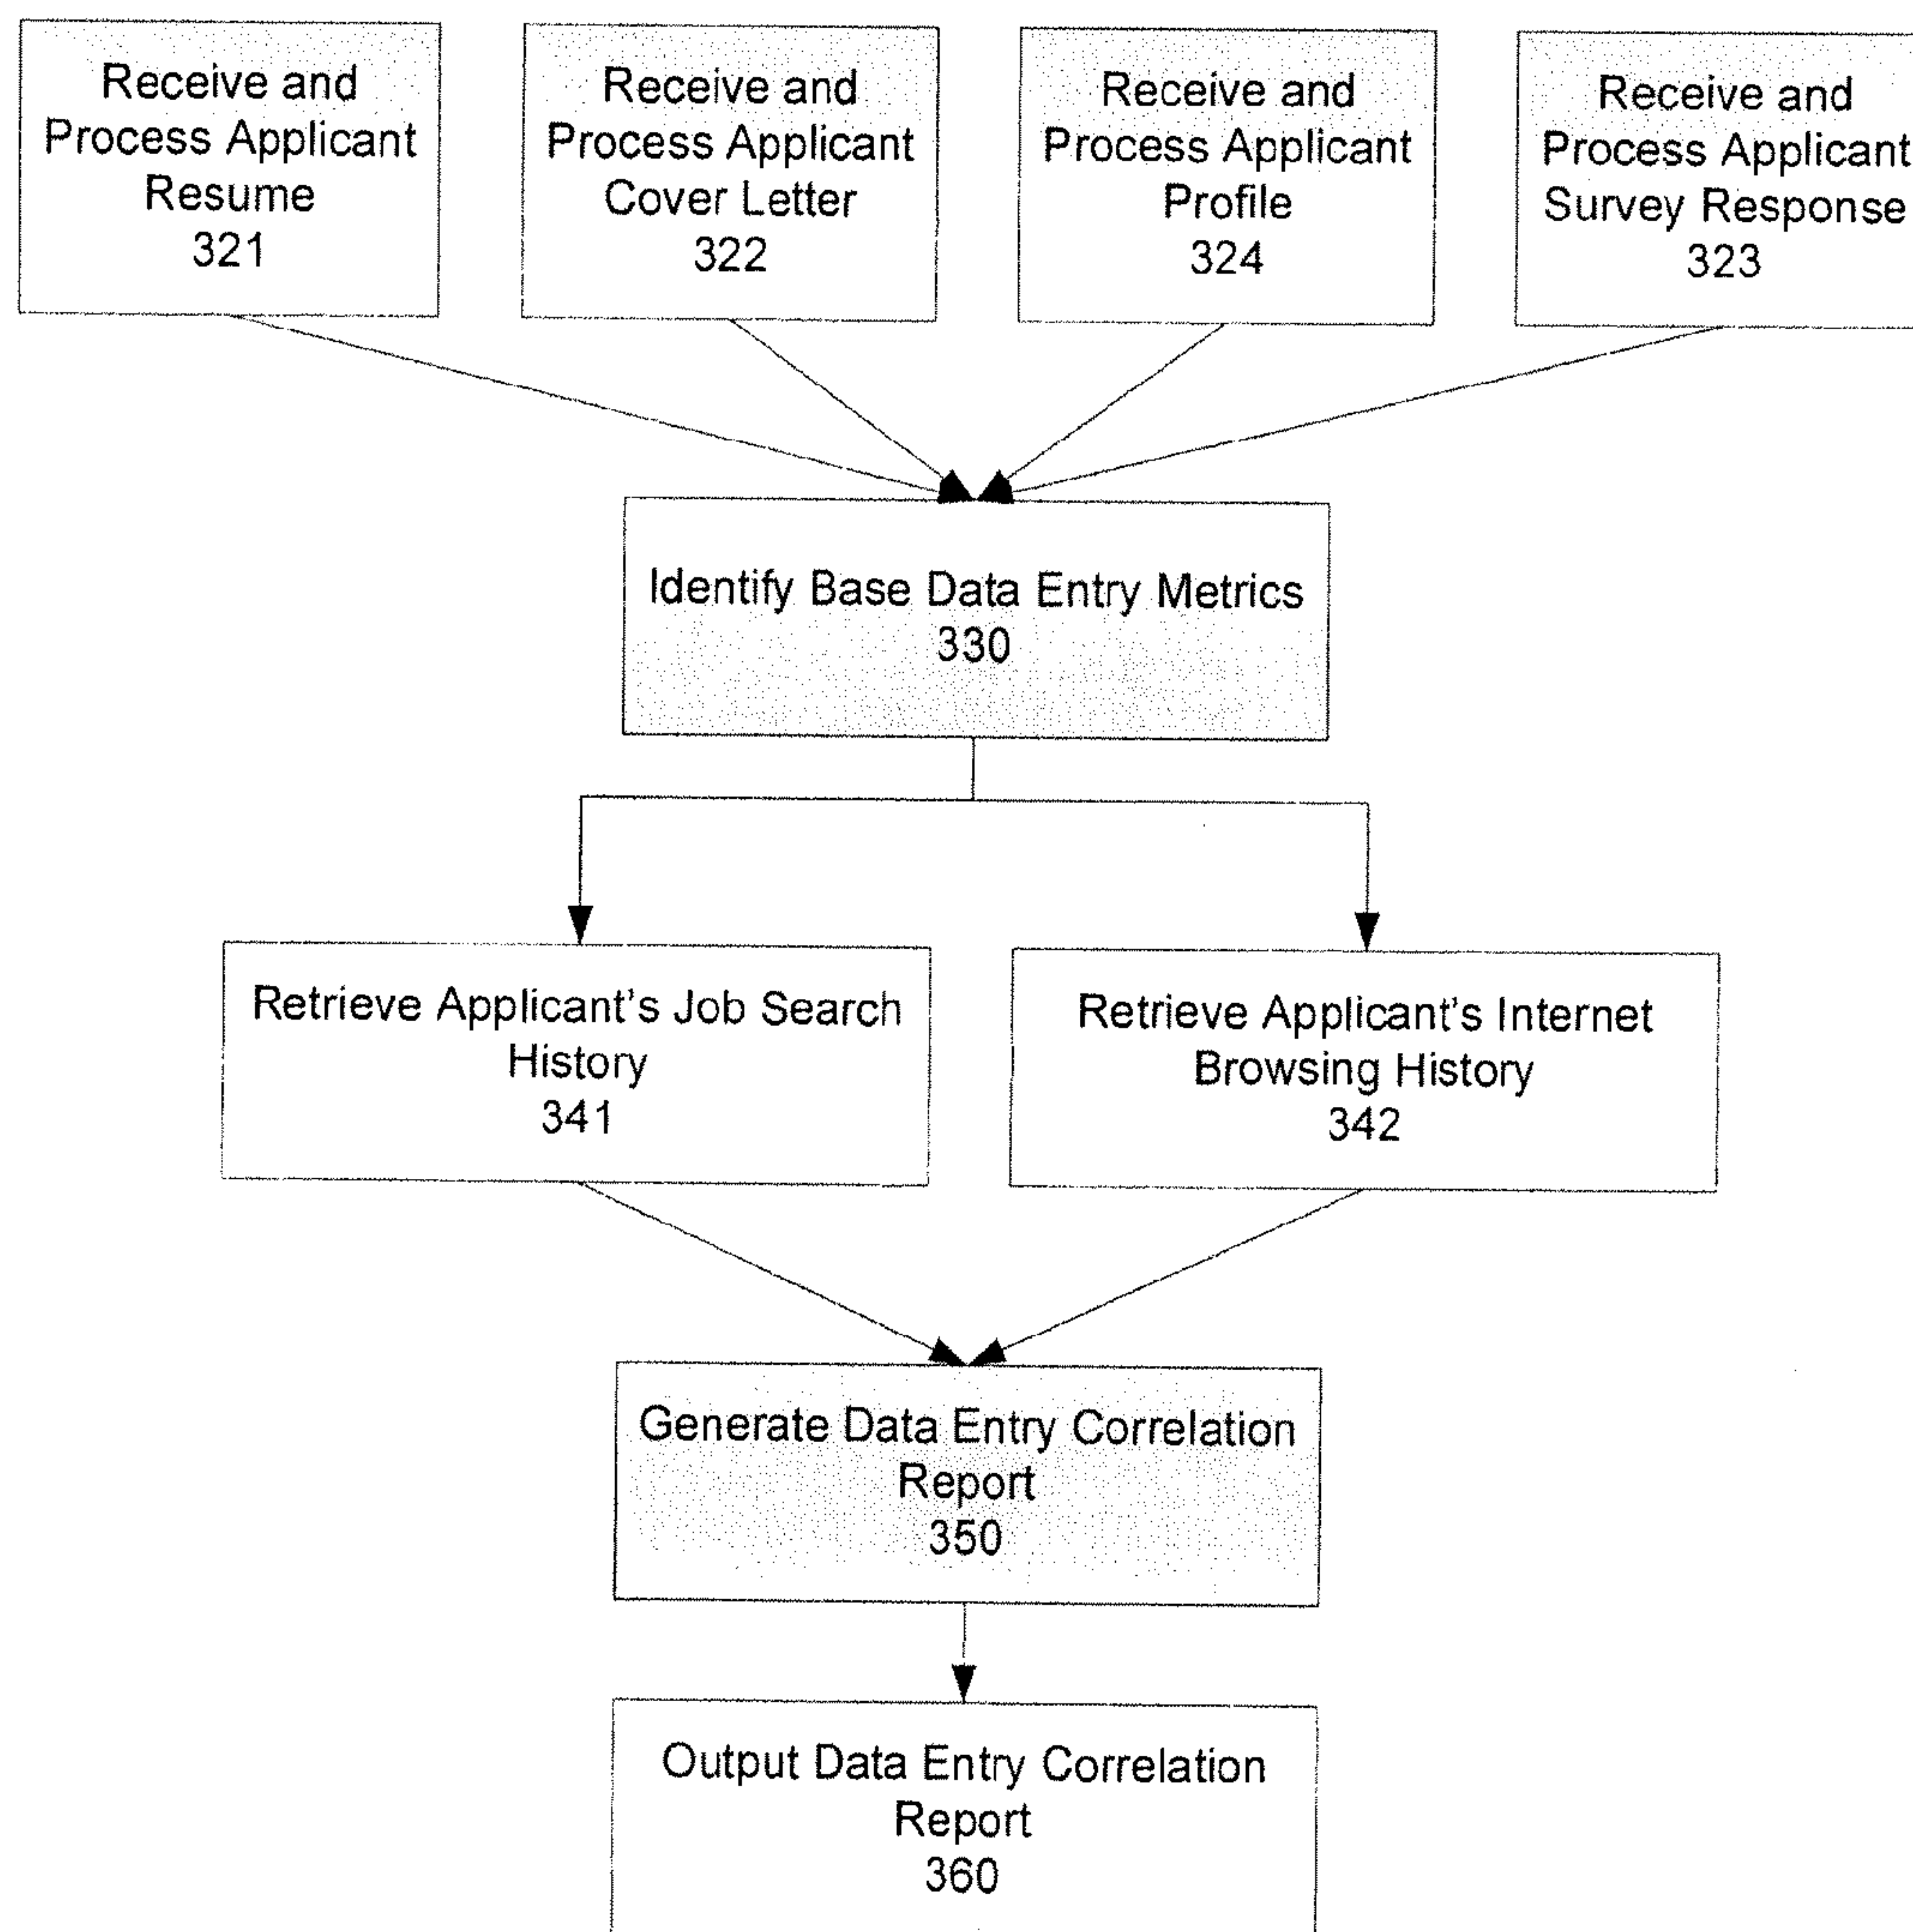 Receive and
Process Applicant
Resume
321
Receive and
Process Applicant
Cover Letter
322
Receive and
Process Applicant
Profile
324
Receive and
Process Applicant
Survey Response
323
Identify Base Data Entry Metrics
330
Retrieve Applicant's Job Search
History
341
Retrieve Applicant's Internet
Browsing History
342
Generate Data Entry Correlation
Report
350
Output Data Entry Correlation
Report
360